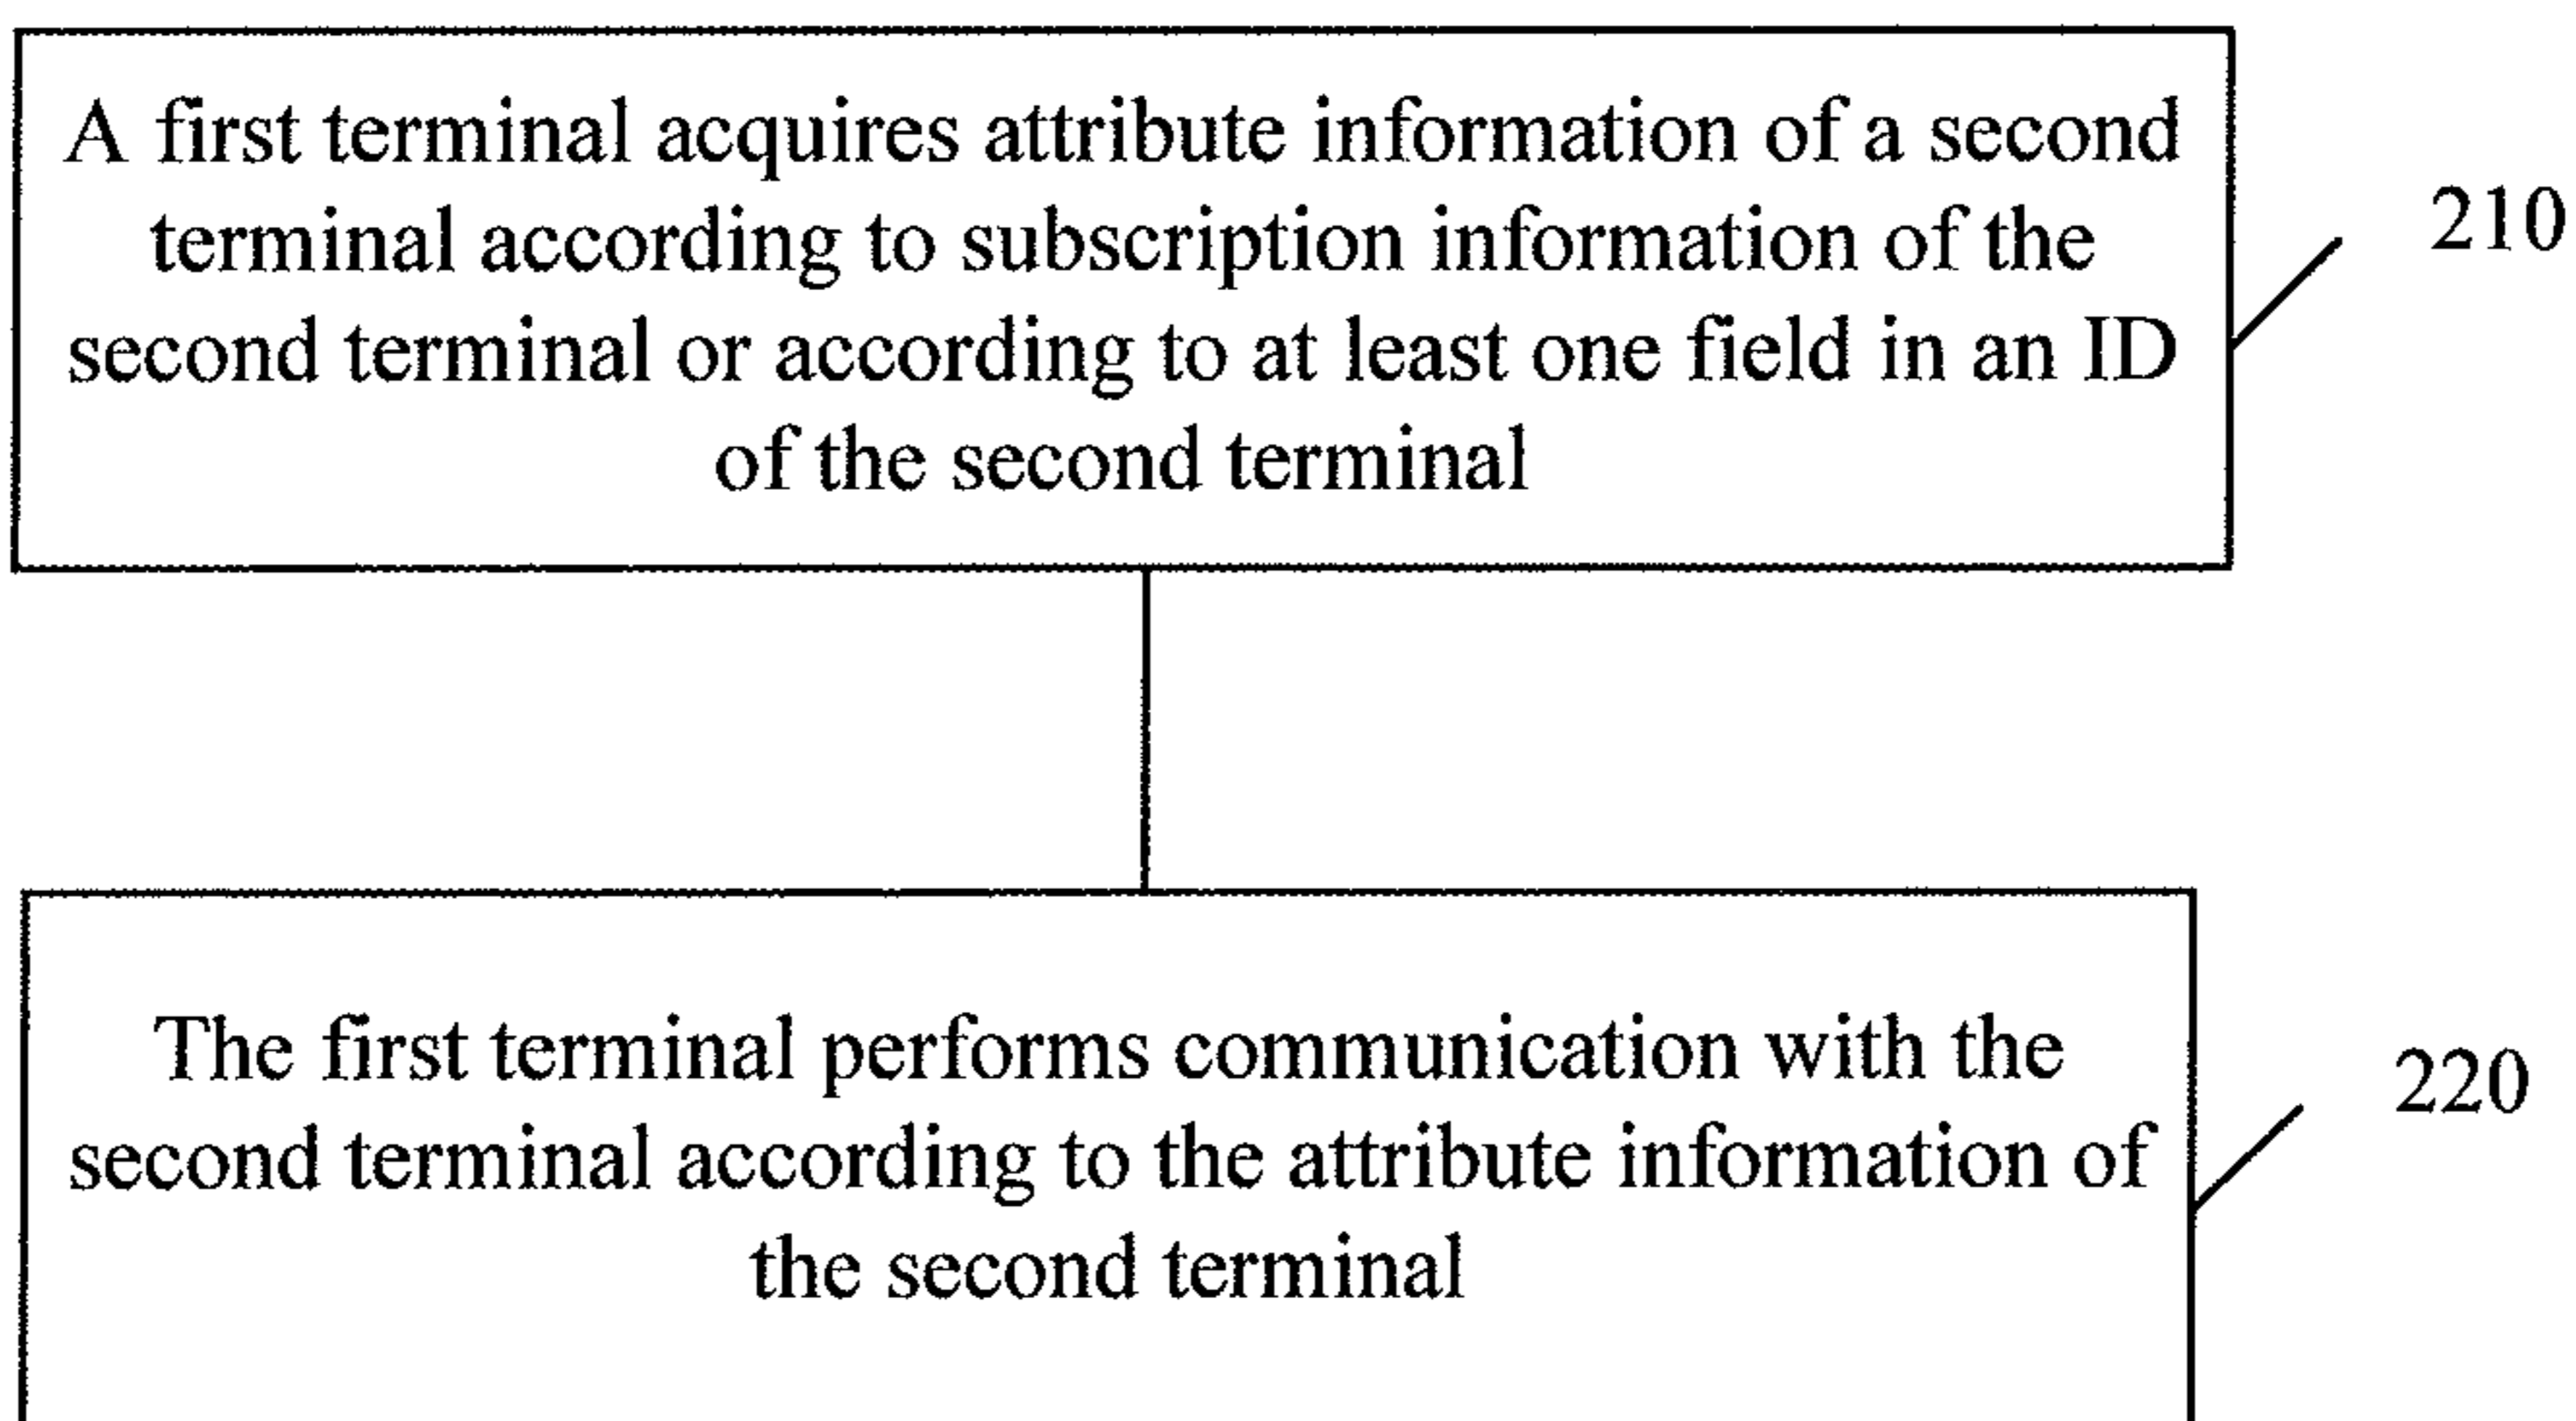 A first terminal acquires attribute information of a second
terminal according to subscription information of the
second terminal or according to at least one field in an ID
of the second terminal
210
The first terminal performs communication with the
second terminal according to the attribute information of
the second terminal
220